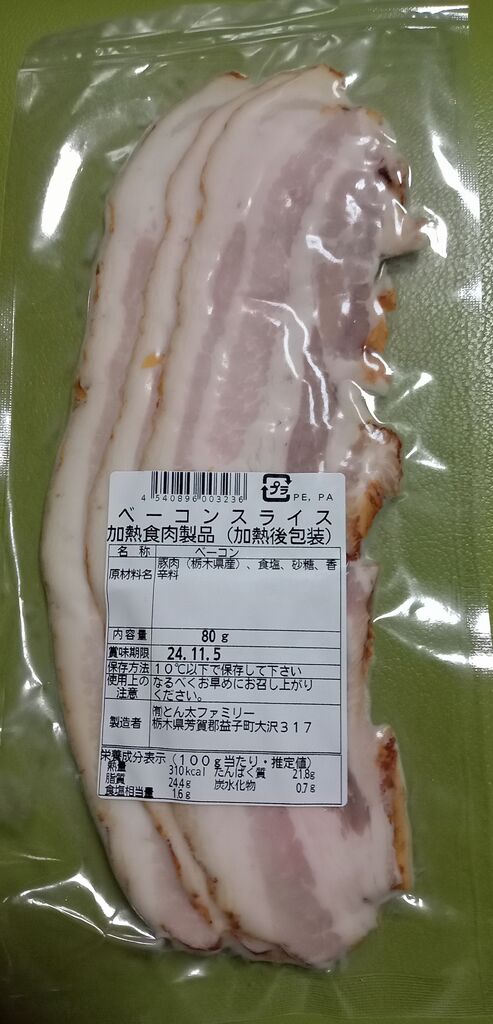 4 540896 003236
プラ
PE, PA
ベーコンスライス
加熱食肉製品（加熱後包装）
名　称　ベーコン
原材料名　豚肉（栃木県産）、食塩、砂糖、香
辛料
内容量　80g
賞味期限　24.11.5
保存方法　10℃以下で保存して下さい
使用上の　なるべくお早めにお召し上がり
注意　ください。
製造者　㈲とん太ファミリー
栃木県芳賀郡益子町大沢317
栄養成分表示（100g当たり・推定値）
熱量　310kcal　たんぱく質　21.8g
脂質　24.4g　炭水化物　0.7g
食塩相当量　1.6g